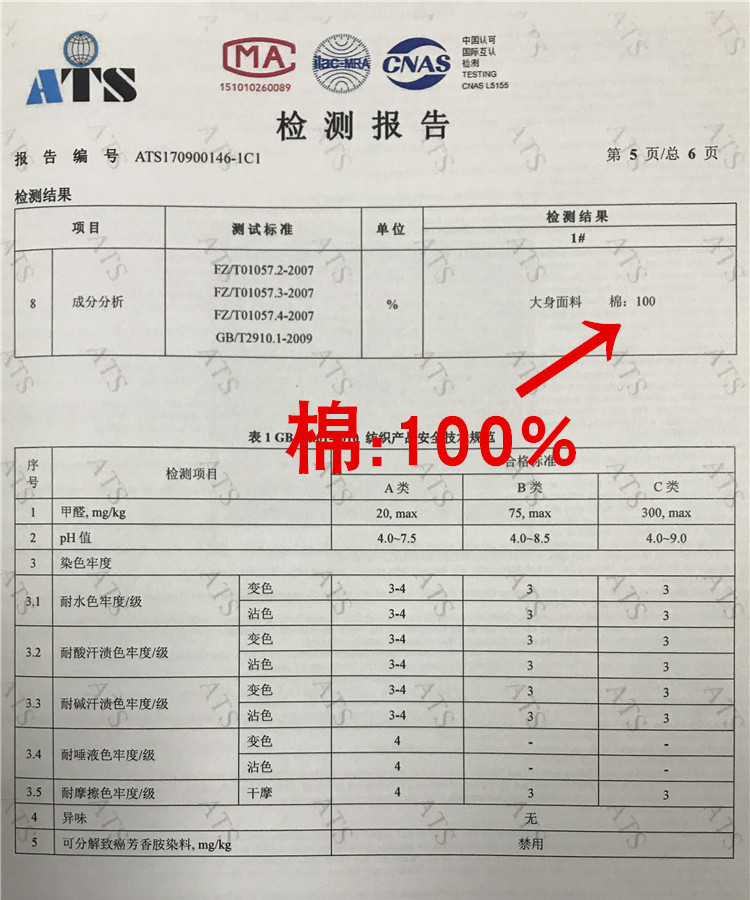 ATS
MA
151010260089
ilac-MRA
CNAS
中国认可
国际互认
检测
TESTING
CNAS L5155
检测报告
报告编号 ATS170900146-1C1
第 5 页/总 6 页
检测结果
项目 测试标准 单位 检测结果
1#
8 成分分析 FZ/T01057.2-2007 % 大身面料 棉：100
FZ/T01057.3-2007
FZ/T01057.4-2007
GB/T2910.1-2009
棉:100%
表 1 GB 纺织产品安全技术规范
序号 检测项目 合格标准
A 类 B 类 C 类
1 甲醛, mg/kg 20, max 75, max 300, max
2 pH 值 4.0~7.5 4.0~8.5 4.0~9.0
3 染色牢度
3.1 耐水色牢度/级 变色 3-4 3 3
沾色 3-4 3 3
3.2 耐酸汗渍色牢度/级 变色 3-4 3 3
沾色 3-4 3 3
3.3 耐碱汗渍色牢度/级 变色 3-4 3 3
沾色 3-4 3 3
3.4 耐唾液色牢度/级 变色 4 - -
沾色 4 - -
3.5 耐摩擦色牢度/级 干摩 4 3 3
4 异味 无
5 可分解致癌芳香胺染料, mg/kg 禁用